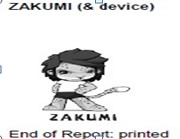 ZAKUMI (& device)
ZAKUMi
End of Report: printed